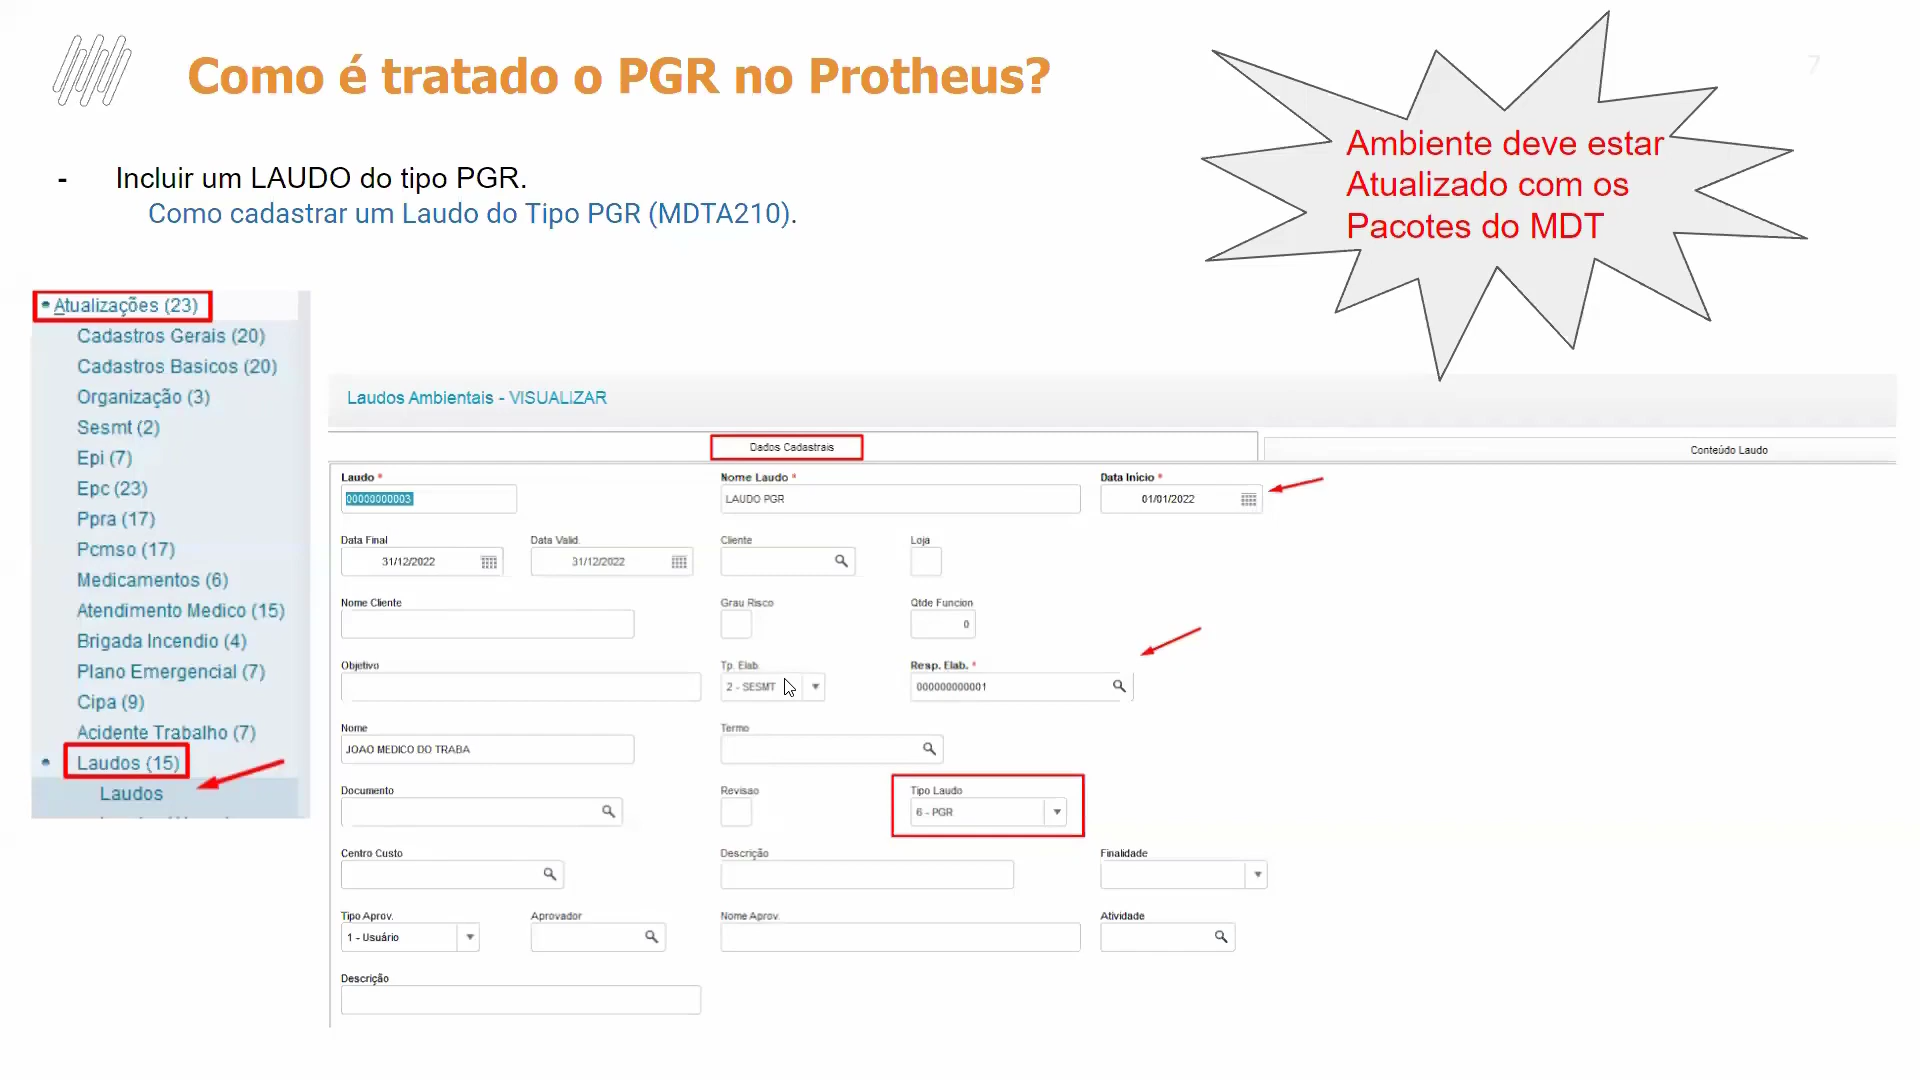 Como é tratado o PGR no Protheus?
7
Ambiente deve estar
Atualizado com os
Pacotes do MDT
- Incluir um LAUDO do tipo PGR.
Como cadastrar um Laudo do Tipo PGR (MDTA210).
Atualizações (23)
Cadastros Gerais (20)
Cadastros Basicos (20)
Organização (3)
Sesmt (2)
Epi (7)
Epc (23)
Ppra (17)
Pcmso (17)
Medicamentos (6)
Atendimento Medico (15)
Brigada Incendio (4)
Plano Emergencial (7)
Cipa (9)
Acidente Trabalho (7)
Laudos (15)
Laudos
Laudos Ambientais - VISUALIZAR
Dados Cadastrais
Conteúdo Laudo
Laudo * Nome Laudo * Data Início *
00000000003 LAUDO PGR 01/01/2022
Data Final Data Valid. Cliente Loja
31/12/2022 31/12/2022
Nome Cliente Grau Risco Qtde Funcion
0
Objetivo Tp. Elab. Resp. Elab. *
2 - SESMT 000000000001
Nome Termo
JOAO MEDICO DO TRABA
Documento Revisao Tipo Laudo
6 - PGR
Centro Custo Descrição Finalidade
Tipo Aprov. Aprovador Nome Aprov. Atividade
1 - Usuário
Descrição